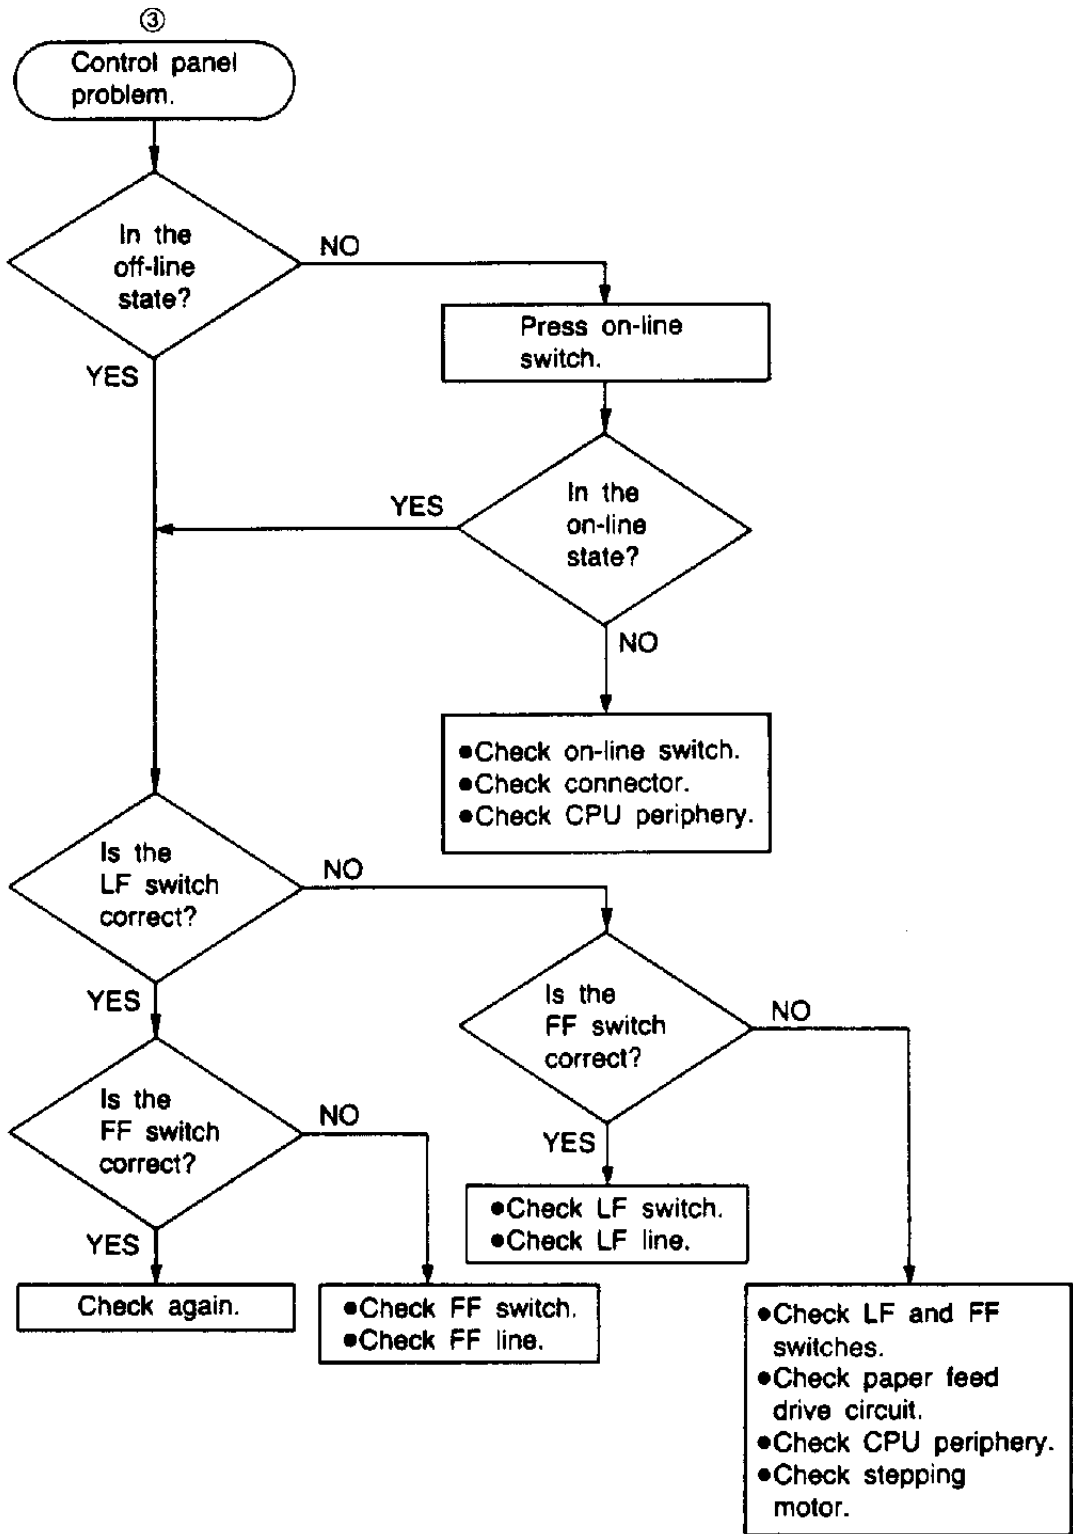 ③
Control panel
problem.
In the
off-line
state?
NO
YES
Press on-line
switch.
In the
on-line
state?
YES
NO
●Check on-line switch.
●Check connector.
●Check CPU periphery.
Is the
LF switch
correct?
NO
YES
Is the
FF switch
correct?
NO
YES
Is the
FF switch
correct?
NO
YES
●Check LF switch.
●Check LF line.
Check again.
●Check FF switch.
●Check FF line.
●Check LF and FF
switches.
●Check paper feed
drive circuit.
●Check CPU periphery.
●Check stepping
motor.